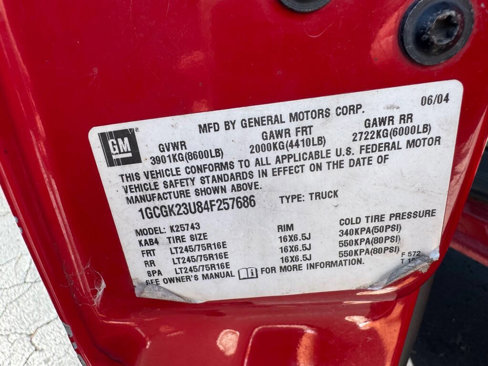 MFD BY GENERAL MOTORS CORP. 06/04
GM
GVWR GAWR FRT GAWR RR
3901KG(8600LB) 2000KG(4410LB) 2722KG(6000LB)
THIS VEHICLE CONFORMS TO ALL APPLICABLE U.S. FEDERAL MOTOR
VEHICLE SAFETY STANDARDS IN EFFECT ON THE DATE OF
MANUFACTURE SHOWN ABOVE.
1GCGK23U84F257686 TYPE: TRUCK
MODEL: K25743
KAB4 TIRE SIZE RIM COLD TIRE PRESSURE
FRT LT245/75R16E 16X6.5J 340KPA(50PSI)
RR LT245/75R16E 16X6.5J 550KPA(80PSI)
SPA LT245/75R16E 16X6.5J 550KPA(80PSI)
SEE OWNER'S MANUAL FOR MORE INFORMATION.
F 572